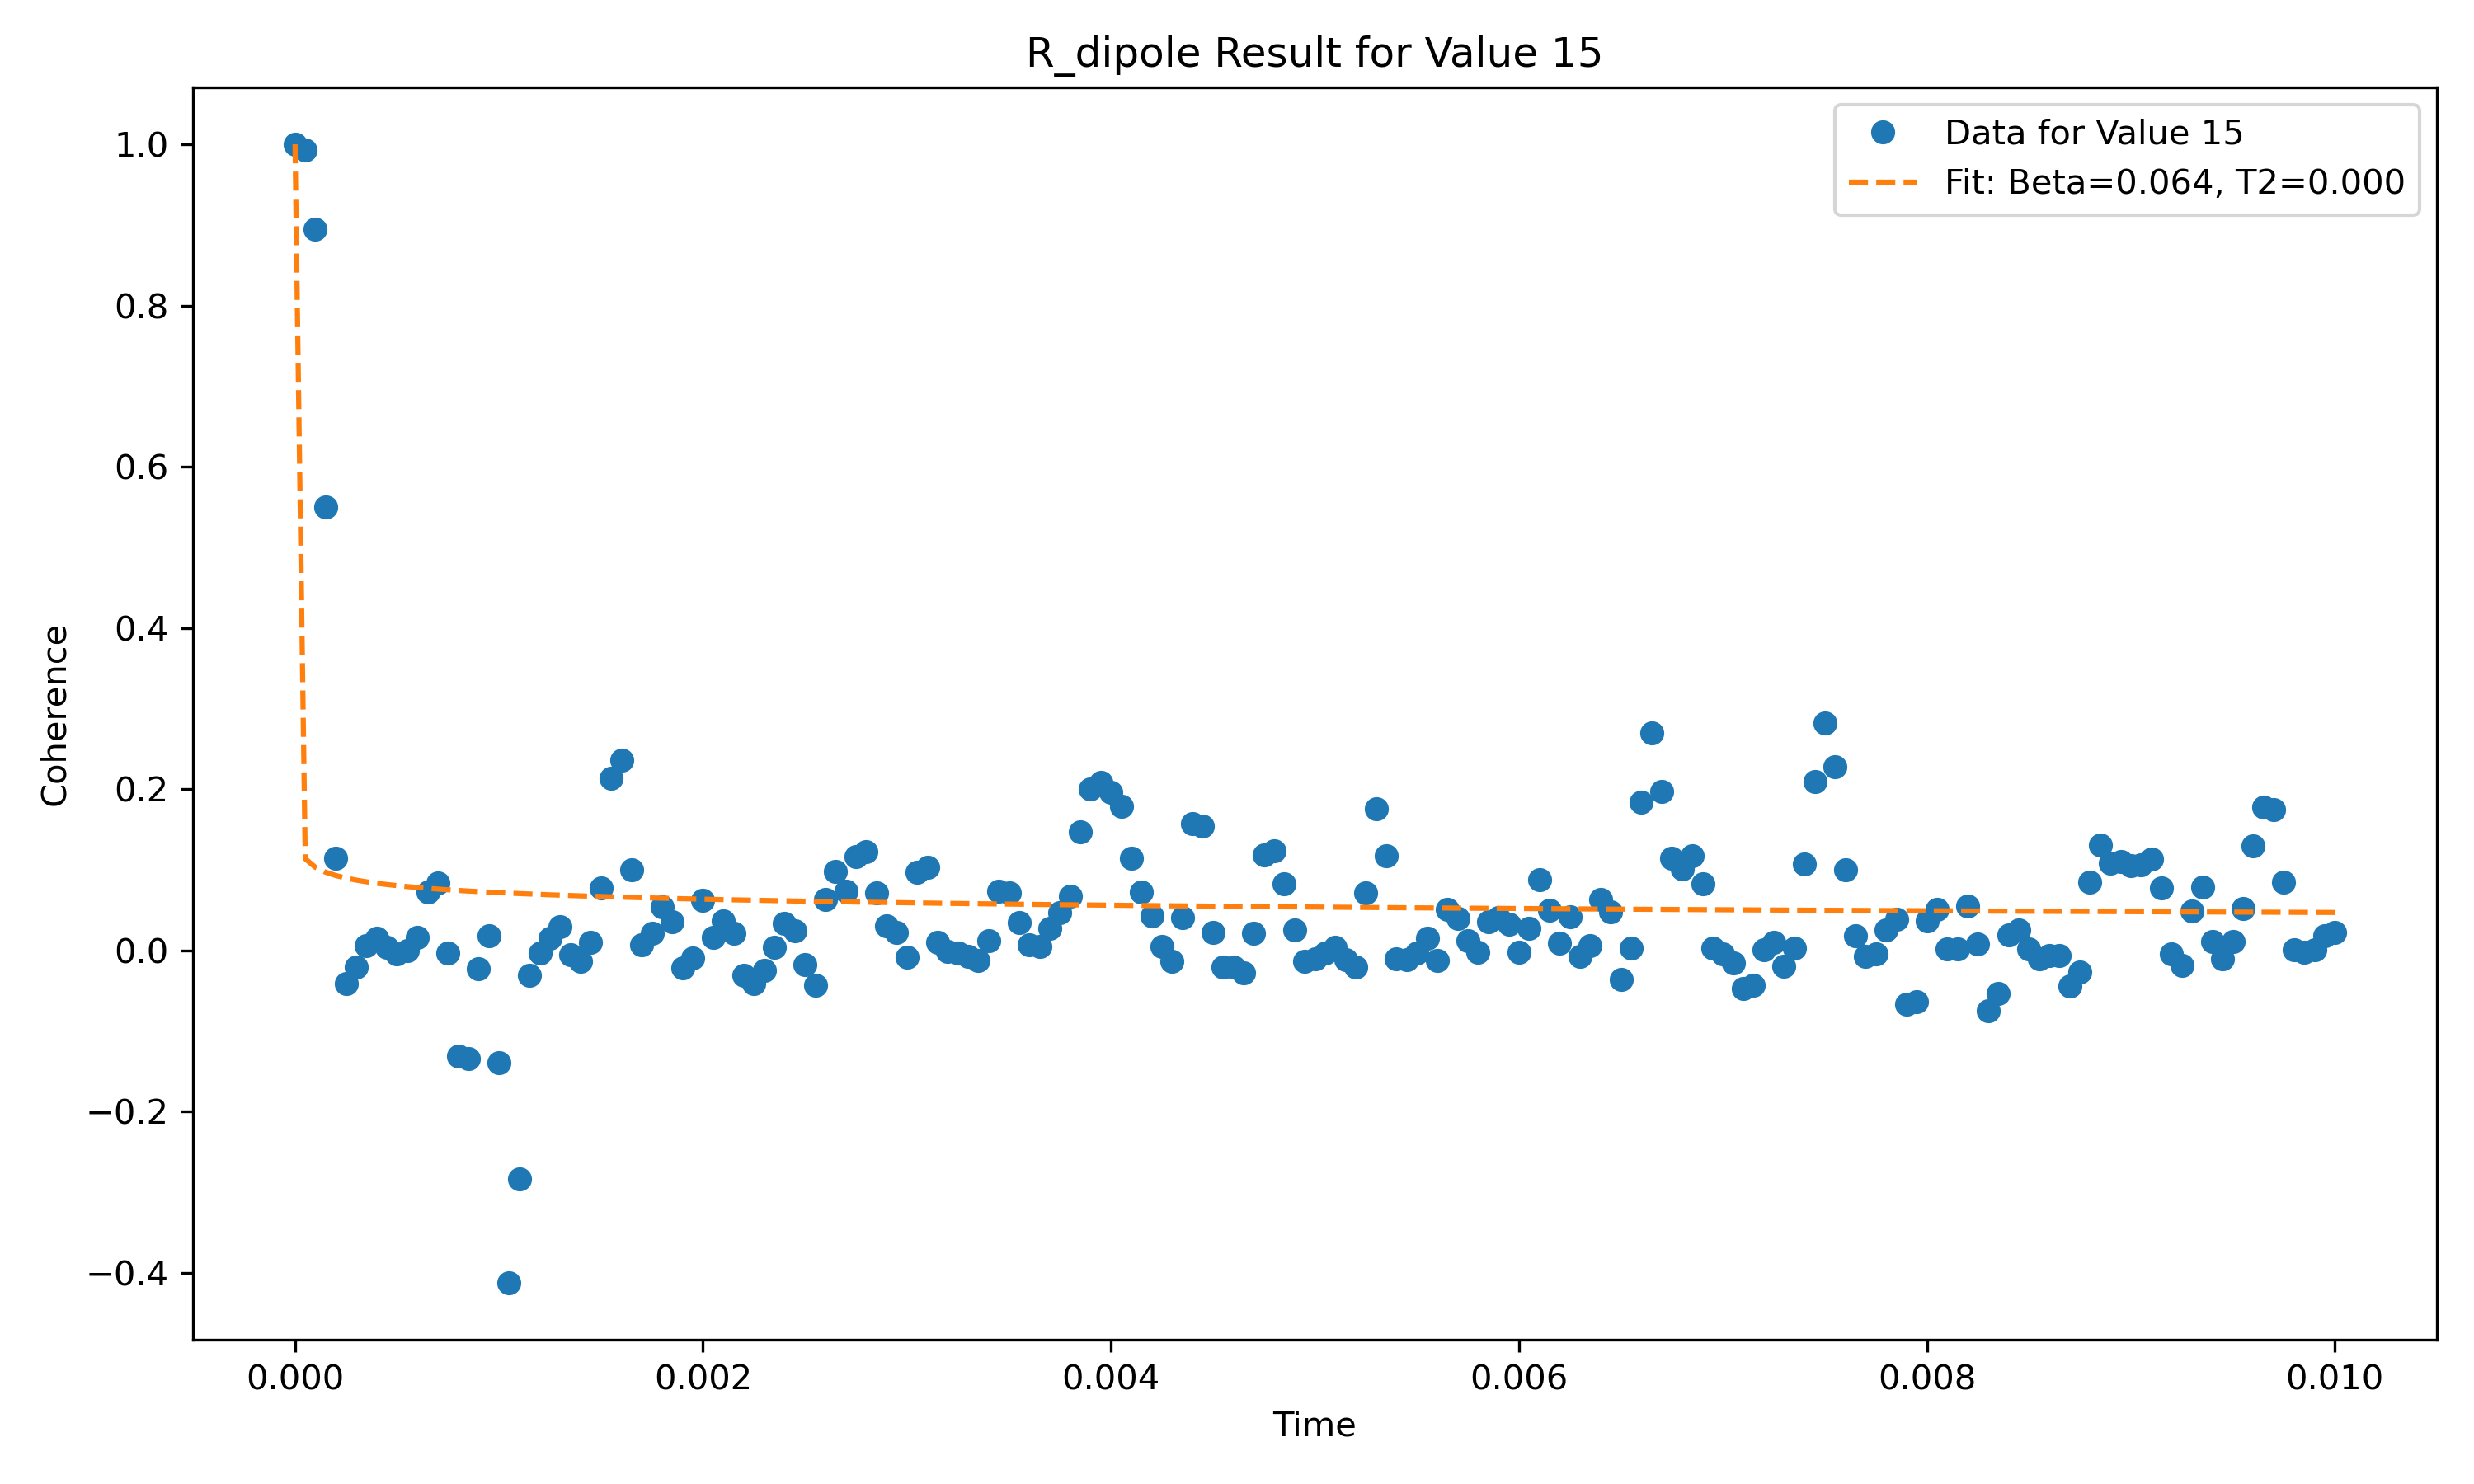 R_dipole Result for Value 15
Data for Value 15
Fit: Beta=0.064, T2=0.000
Coherence
1.0
0.8
0.6
0.4
0.2
0.0
−0.2
−0.4
0.000 0.002 0.004 0.006 0.008 0.010
Time